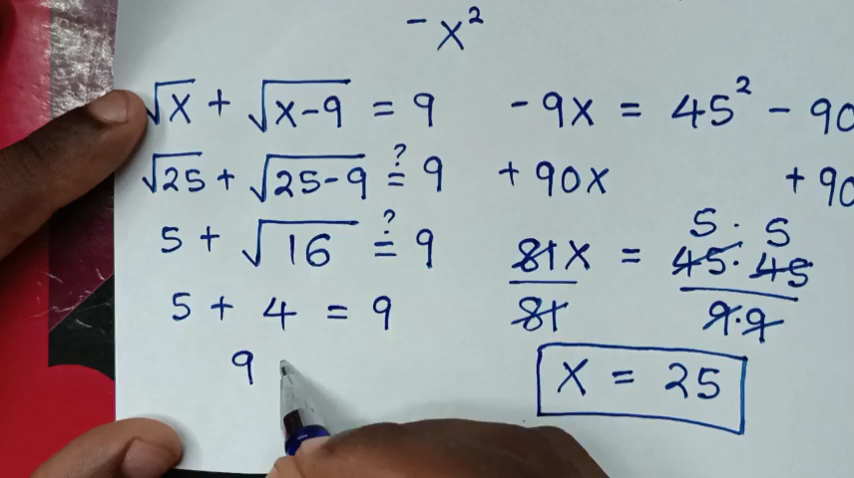 -x²
√x + √x-9 = 9
√25 + √25-9 ?= 9
5 + √16 ?= 9
5 + 4 = 9
9
-9x = 45² - 90
+90x +90
5 · 5
81x = 45·45
81 9·9
x = 25